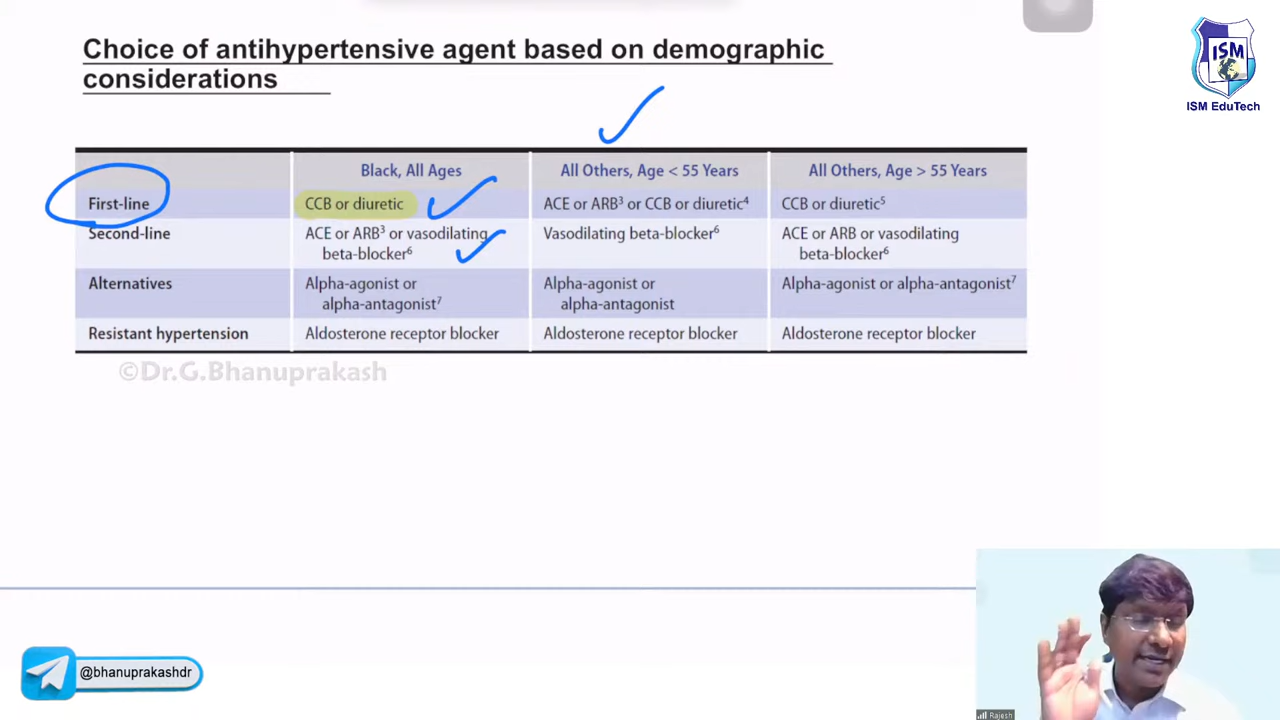 Choice of antihypertensive agent based on demographic
considerations
ISM
ISM EduTech
Black, All Ages All Others, Age < 55 Years All Others, Age > 55 Years
First-line CCB or diuretic ACE or ARB³ or CCB or diuretic⁴ CCB or diuretic⁵
Second-line ACE or ARB³ or vasodilating Vasodilating beta-blocker⁶ ACE or ARB or vasodilating
beta-blocker⁶ beta-blocker⁶
Alternatives Alpha-agonist or Alpha-agonist or Alpha-agonist or alpha-antagonist⁷
alpha-antagonist⁷ alpha-antagonist
Resistant hypertension Aldosterone receptor blocker Aldosterone receptor blocker Aldosterone receptor blocker
©Dr.G.Bhanuprakash
@bhanuprakashdr
Rajesh